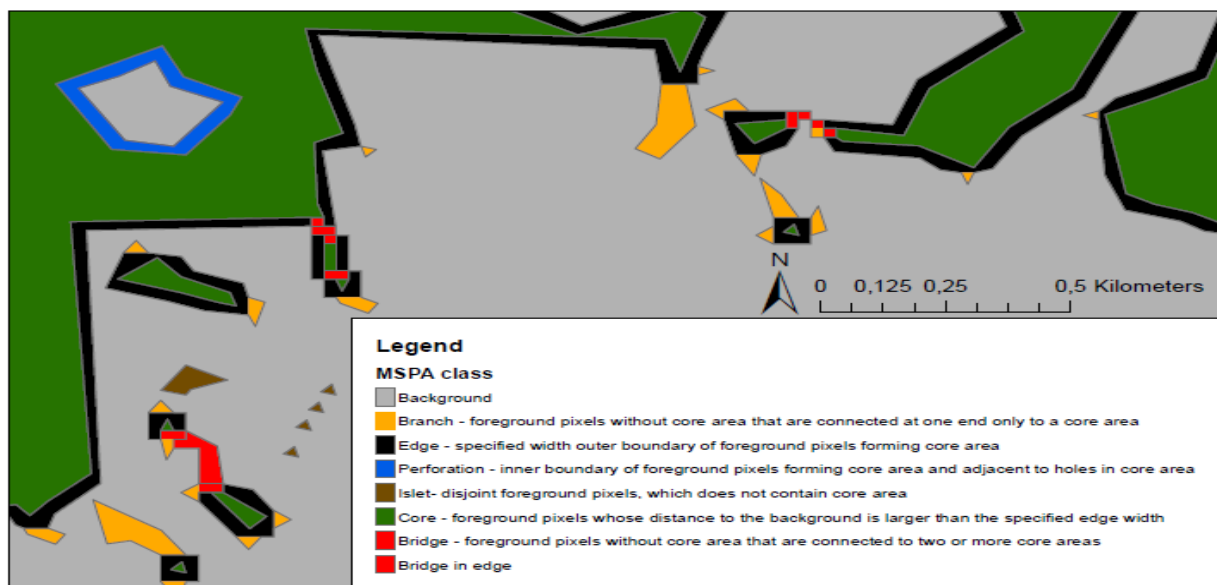 N
0 0,125 0,25 0,5 Kilometers
Legend
MSPA class
Background
Branch - foreground pixels without core area that are connected at one end only to a core area
Edge - specified width outer boundary of foreground pixels forming core area
Perforation - inner boundary of foreground pixels forming core area and adjacent to holes in core area
Islet- disjoint foreground pixels, which does not contain core area
Core - foreground pixels whose distance to the background is larger than the specified edge width
Bridge - foreground pixels without core area that are connected to two or more core areas
Bridge in edge